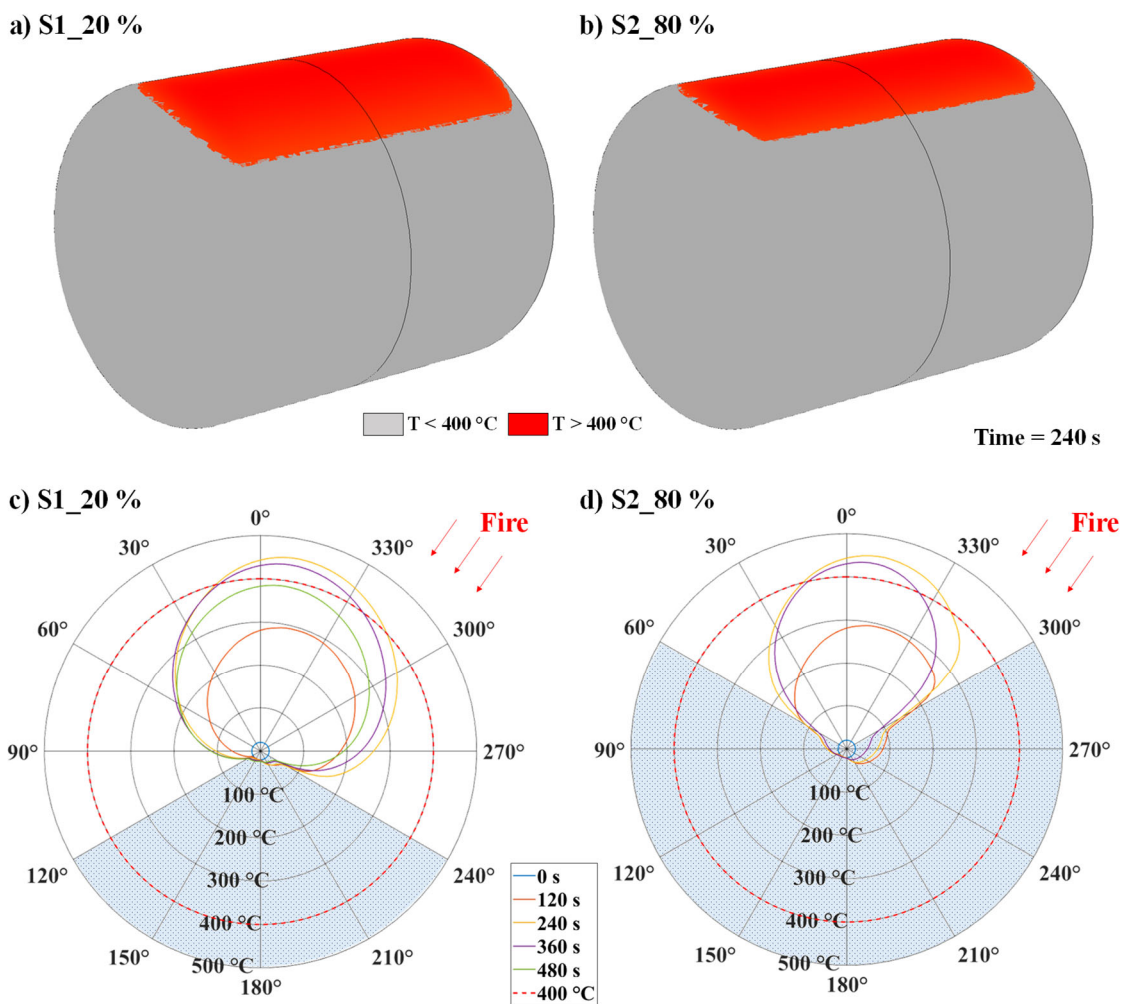 a) S1_20 %
b) S2_80 %
T < 400 °C
T > 400 °C
Time = 240 s
c) S1_20 %
d) S2_80 %
Fire
0°
30°
60°
90°
120°
150°
180°
210°
240°
270°
300°
330°
100 °C
200 °C
300 °C
400 °C
500 °C
0 s
120 s
240 s
360 s
480 s
400 °C
Fire
0°
30°
60°
90°
120°
150°
180°
210°
240°
270°
300°
330°
100 °C
200 °C
300 °C
400 °C
500 °C